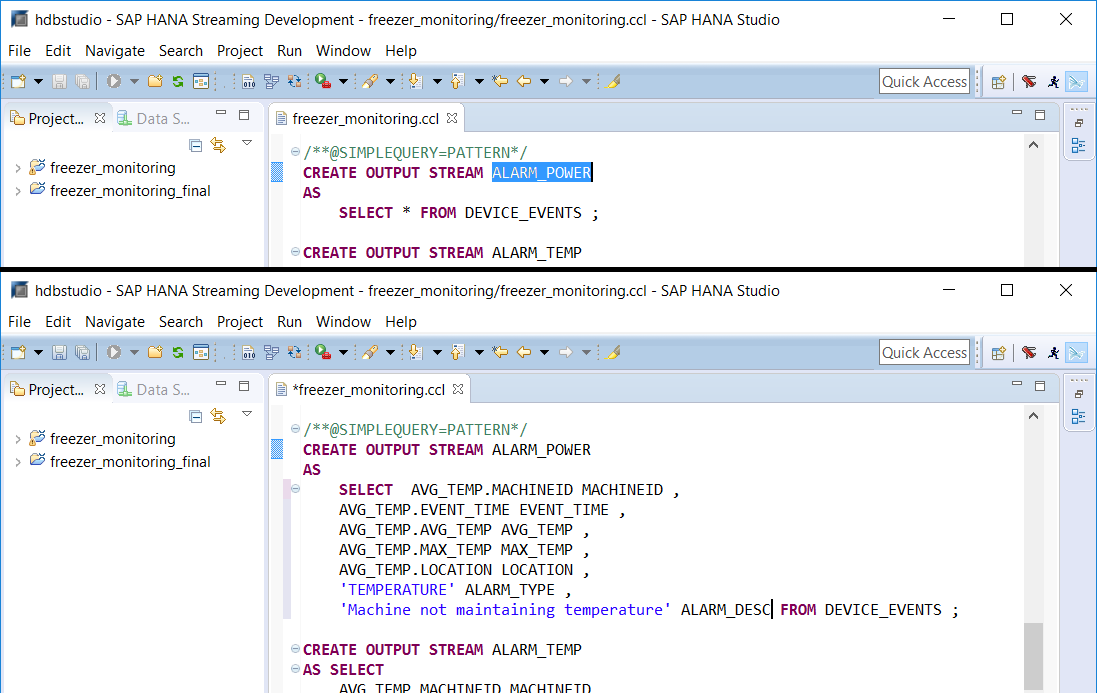 hdbstudio - SAP HANA Streaming Development - freezer_monitoring/freezer_monitoring.ccl - SAP HANA Studio
File Edit Navigate Search Project Run Window Help
010 Quick Access
Project... Data S... freezer_monitoring.ccl
freezer_monitoring
freezer_monitoring_final
/**@SIMPLEQUERY=PATTERN*/
CREATE OUTPUT STREAM ALARM_POWER
AS
SELECT * FROM DEVICE_EVENTS ;
CREATE OUTPUT STREAM ALARM_TEMP
hdbstudio - SAP HANA Streaming Development - freezer_monitoring/freezer_monitoring.ccl - SAP HANA Studio
File Edit Navigate Search Project Run Window Help
010 Quick Access
Project... Data S... *freezer_monitoring.ccl
freezer_monitoring
freezer_monitoring_final
/**@SIMPLEQUERY=PATTERN*/
CREATE OUTPUT STREAM ALARM_POWER
AS
SELECT AVG_TEMP.MACHINEID MACHINEID ,
AVG_TEMP.EVENT_TIME EVENT_TIME ,
AVG_TEMP.AVG_TEMP AVG_TEMP ,
AVG_TEMP.MAX_TEMP MAX_TEMP ,
AVG_TEMP.LOCATION LOCATION ,
'TEMPERATURE' ALARM_TYPE ,
'Machine not maintaining temperature' ALARM_DESC FROM DEVICE_EVENTS ;
CREATE OUTPUT STREAM ALARM_TEMP
AS SELECT
AVG_TEMP.MACHINEID MACHINEID